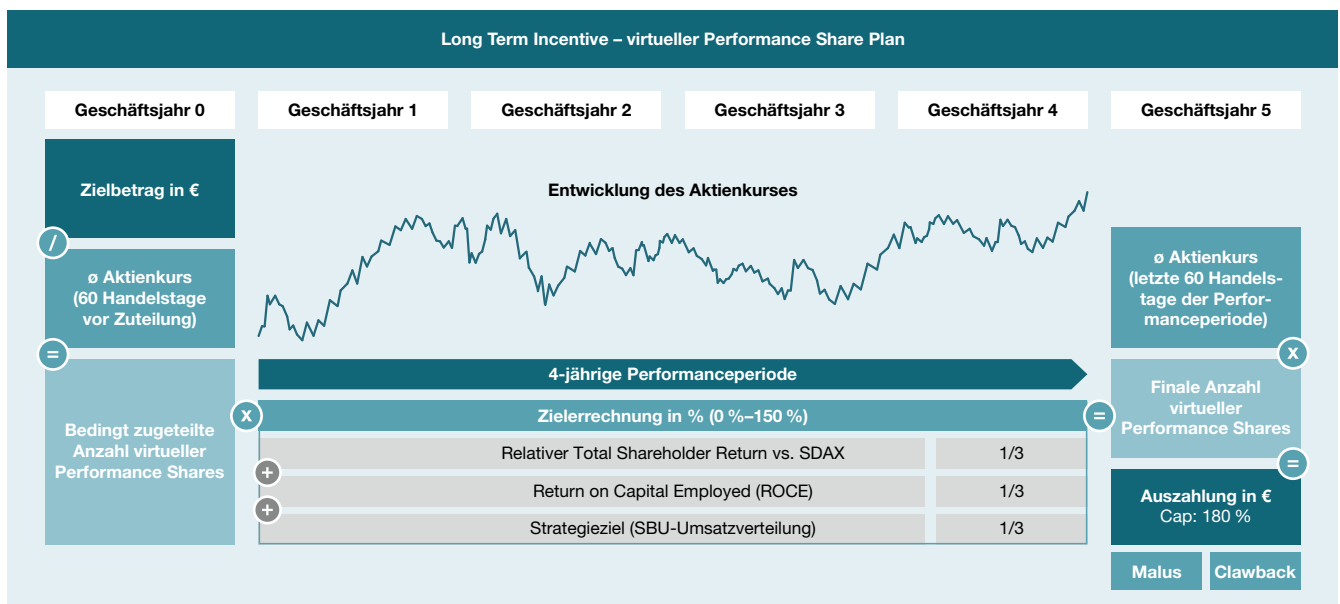 Long Term Incentive – virtueller Performance Share Plan
Geschäftsjahr 0
Geschäftsjahr 1
Geschäftsjahr 2
Geschäftsjahr 3
Geschäftsjahr 4
Geschäftsjahr 5
Zielbetrag in €
/
ø Aktienkurs
(60 Handelstage
vor Zuteilung)
=
Bedingt zugeteilte
Anzahl virtueller
Performance Shares
x
Entwicklung des Aktienkurses
4-jährige Performanceperiode
Zielerrechnung in % (0 %–150 %)
Relativer Total Shareholder Return vs. SDAX
1/3
+
Return on Capital Employed (ROCE)
1/3
+
Strategieziel (SBU-Umsatzverteilung)
1/3
=
ø Aktienkurs
(letzte 60 Handels-
tage der Perfor-
manceperiode)
x
Finale Anzahl
virtueller
Performance Shares
=
Auszahlung in €
Cap: 180 %
Malus
Clawback